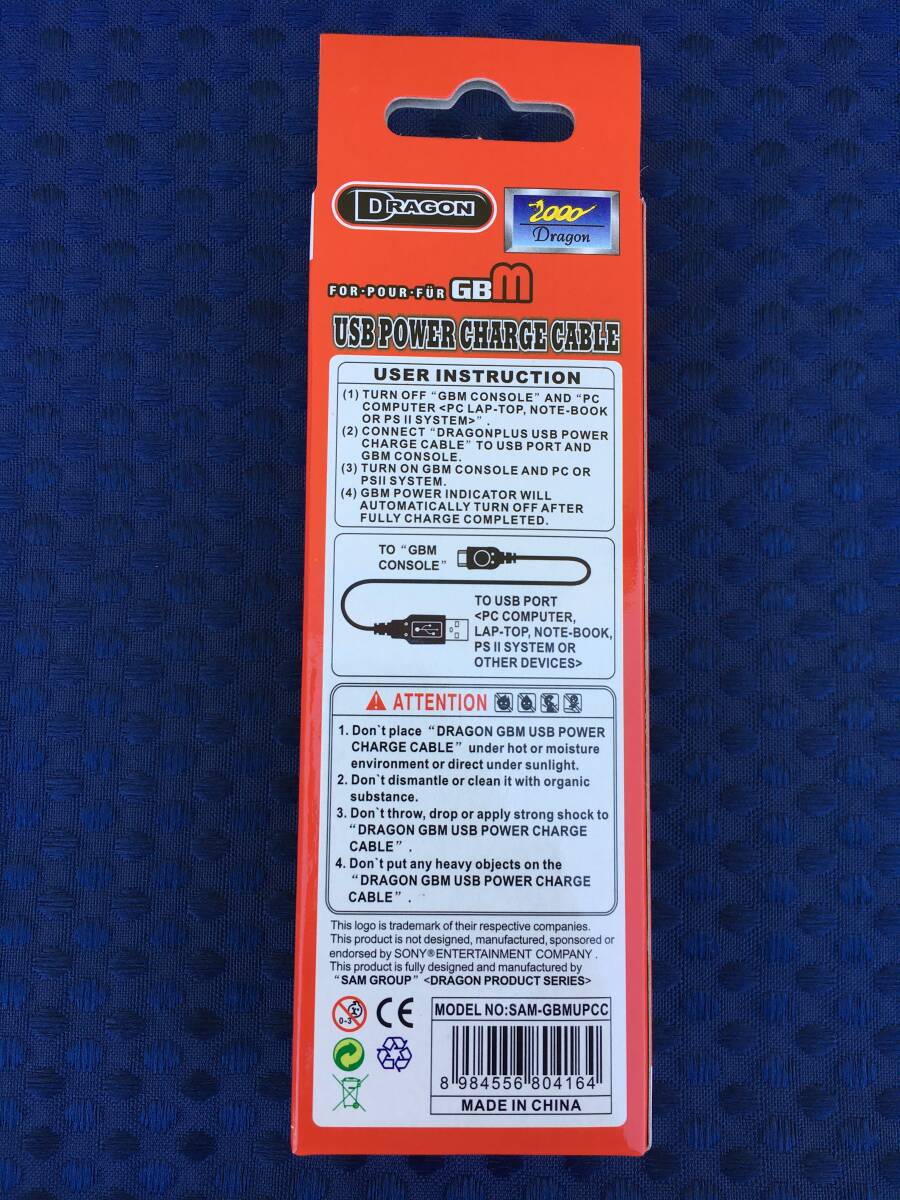 DRAGON
2000
Dragon
FOR·POUR·FÜR GBM
USB POWER CHARGE CABLE
USER INSTRUCTION
(1) TURN OFF “GBM CONSOLE” AND “PC
COMPUTER <PC LAP-TOP, NOTE-BOOK
OR PS II SYSTEM>” .
(2) CONNECT “DRAGONPLUS USB POWER
CHARGE CABLE” TO USB PORT AND
GBM CONSOLE.
(3) TURN ON GBM CONSOLE AND PC OR
PSII SYSTEM.
(4) GBM POWER INDICATOR WILL
AUTOMATICALLY TURN OFF AFTER
FULLY CHARGE COMPLETED.
TO “GBM
CONSOLE”
TO USB PORT
<PC COMPUTER,
LAP-TOP, NOTE-BOOK,
PS II SYSTEM OR
OTHER DEVICES>
ATTENTION
1. Don`t place “DRAGON GBM USB POWER
CHARGE CABLE” under hot or moisture
environment or direct under sunlight.
2. Don`t dismantle or clean it with organic
substance.
3. Don`t throw, drop or apply strong shock to
“DRAGON GBM USB POWER CHARGE
CABLE” .
4. Don`t put any heavy objects on the
“DRAGON GBM USB POWER CHARGE
CABLE” .
This logo is trademark of their respective companies.
This product is not designed, manufactured, sponsored or
endorsed by SONY®ENTERTAINMENT COMPANY .
This product is fully designed and manufactured by
“SAM GROUP” <DRAGON PRODUCT SERIES>
0-3
CE
MODEL NO:SAM-GBMUPCC
8 984556 804164
MADE IN CHINA